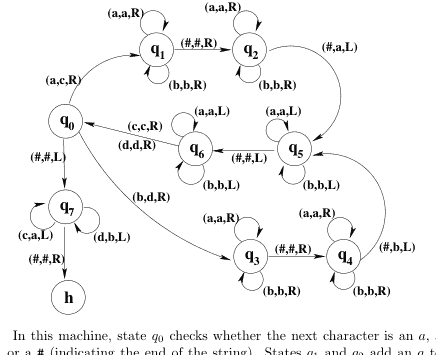 (a,a,R)
(a,a,R)
q1
(#,#,R)
q2
(#,a,L)
(b,b,R)
(b,b,R)
(a,c,R)
q0
(c,c,R)
(d,d,R)
(a,a,L)
q6
(b,b,L)
(#,#,L)
(a,a,L)
q5
(b,b,L)
(#,#,L)
q7
(c,a,L)
(d,b,L)
(b,d,R)
(a,a,R)
q3
(b,b,R)
(#,#,R)
(a,a,R)
q4
(b,b,R)
(#,b,L)
(#,#,R)
h
In this machine, state q0 checks whether the next character is an a,
or a # (indicating the end of the string). States q1 and q2 add an a